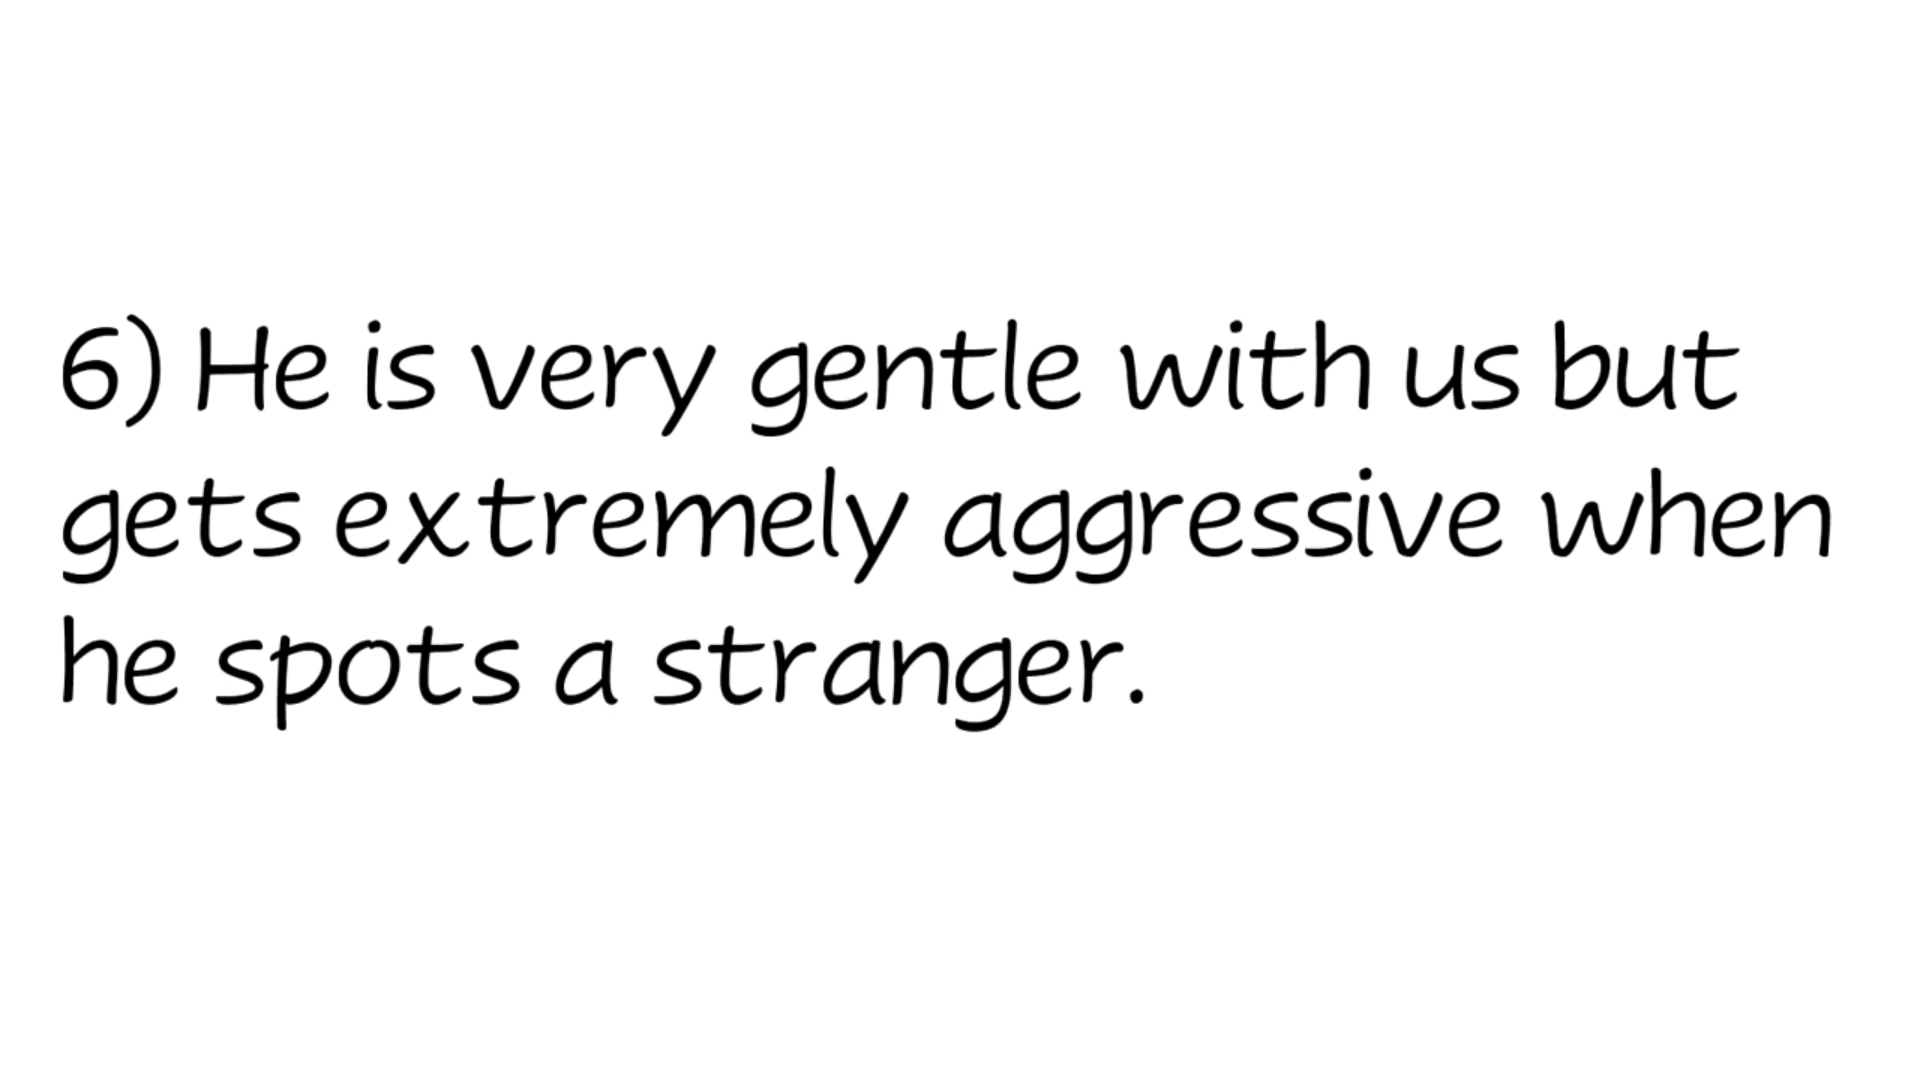 6) He is very gentle with us but
gets extremely aggressive when
he spots a stranger.